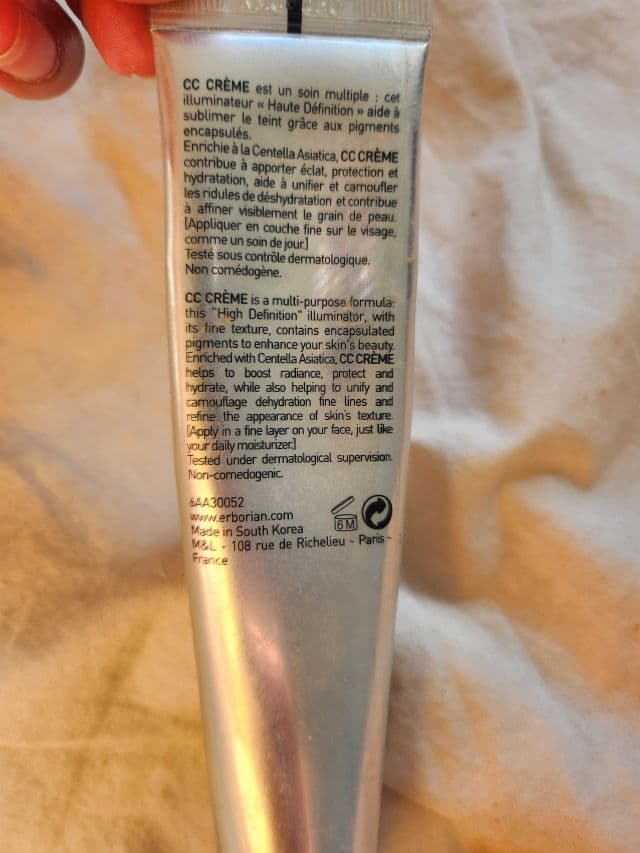 CC CRÈME est un soin multiple : cet
illuminateur « Haute Définition » aide à
sublimer le teint grâce aux pigments
encapsulés.
Enrichie à la Centella Asiatica, CC CRÈME
contribue à apporter éclat, protection et
hydratation, aide à unifier et camoufler
les ridules de déshydratation et contribue
à affiner visiblement le grain de peau.
[Appliquer en couche fine sur le visage,
comme un soin de jour.]
Testé sous contrôle dermatologique.
Non comédogène.
CC CRÈME is a multi-purpose formula:
this "High Definition" illuminator, with
its fine texture, contains encapsulated
pigments to enhance your skin's beauty.
Enriched with Centella Asiatica, CC CRÈME
helps to boost radiance, protect and
hydrate, while also helping to unify and
camouflage dehydration fine lines and
refine the appearance of skin's texture.
[Apply in a fine layer on your face, just like
your daily moisturizer.]
Tested under dermatological supervision.
Non-comedogenic.
6AA30052
www.erborian.com
Made in South Korea
6 M
M&L - 108 rue de Richelieu - Paris -
France